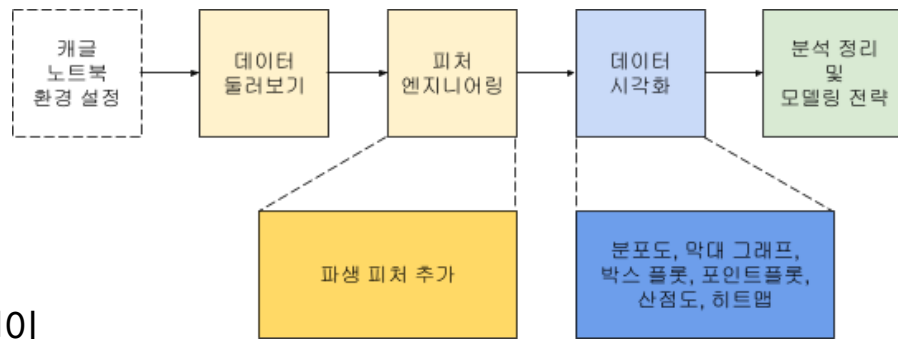 캐글
노트북
환경 설정
데이터
둘러보기
피처
엔지니어링
데이터
시각화
분석 정리
및
모델링 전략
파생 피처 추가
분포도, 막대 그래프,
박스 플롯, 포인트플롯,
산점도, 히트맵